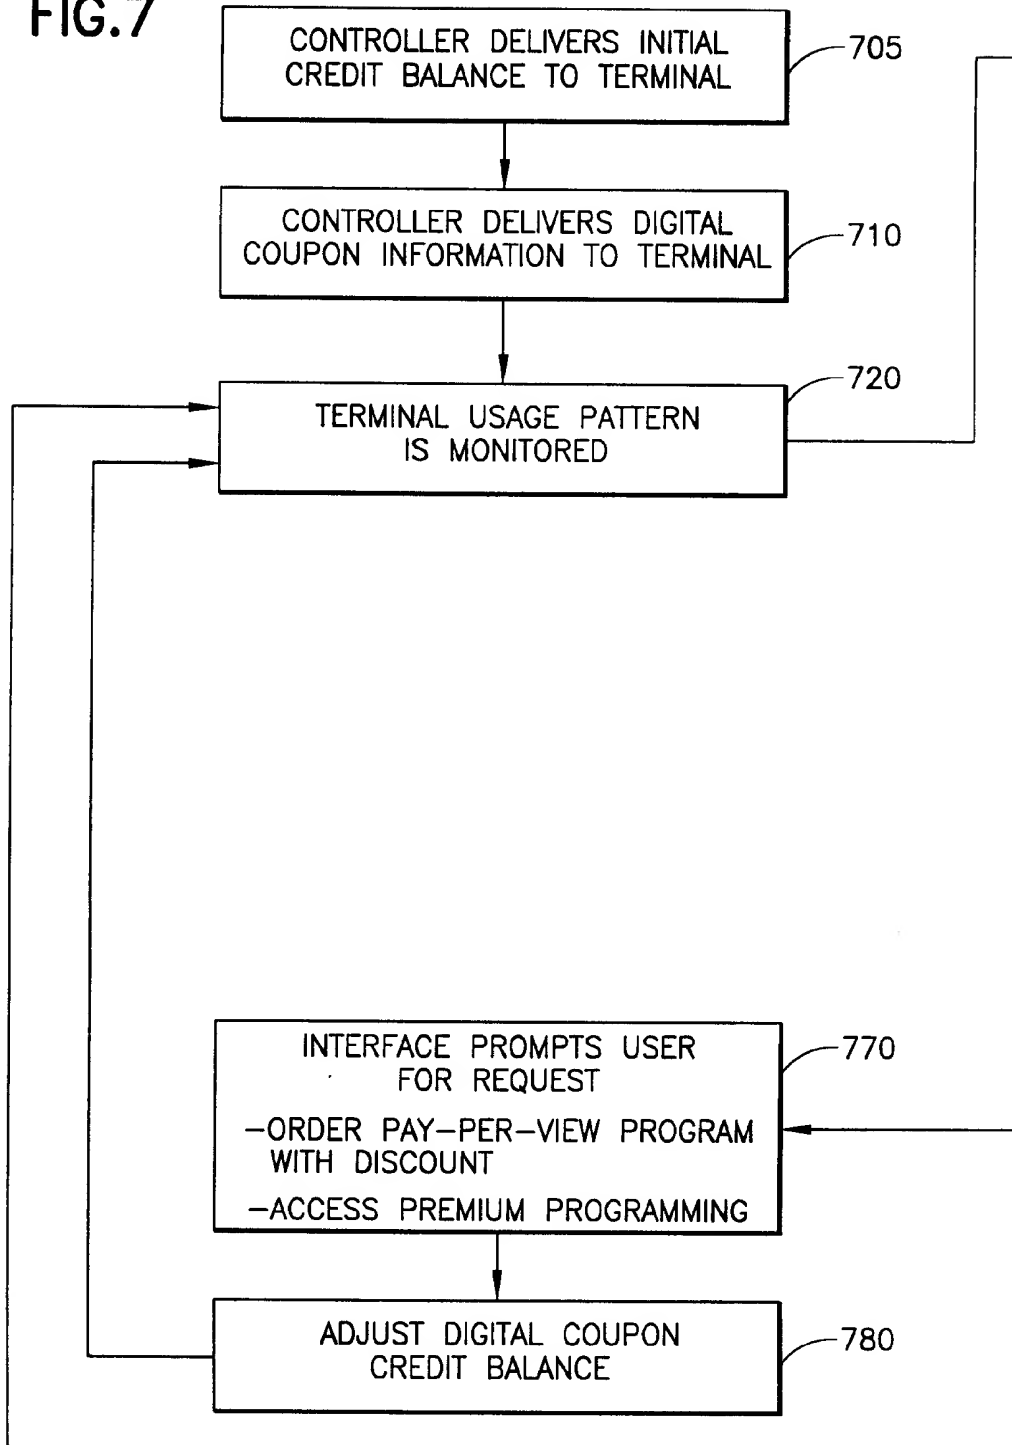 FIG.7
CONTROLLER DELIVERS INITIAL
CREDIT BALANCE TO TERMINAL
705
CONTROLLER DELIVERS DIGITAL
COUPON INFORMATION TO TERMINAL
710
720
TERMINAL USAGE PATTERN
IS MONITORED
INTERFACE PROMPTS USER
FOR REQUEST
770
-ORDER PAY-PER-VIEW PROGRAM
WITH DISCOUNT
-ACCESS PREMIUM PROGRAMMING
ADJUST DIGITAL COUPON
CREDIT BALANCE
780